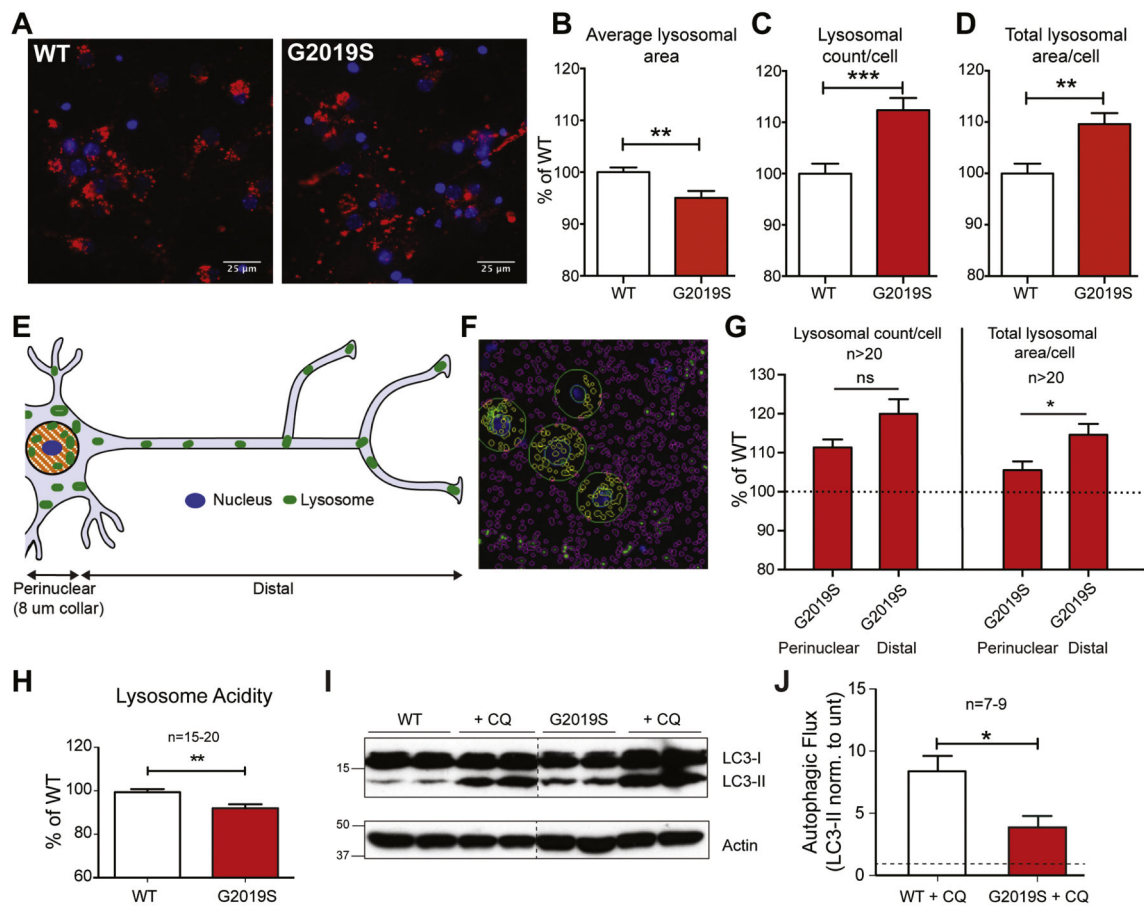 A
WT
25 µm
G2019S
25 µm
B
Average lysosomal
area
% of WT
120
110
100
90
80
**
WT
G2019S
C
Lysosomal
count/cell
120
110
100
90
80
***
WT
G2019S
D
Total lysosomal
area/cell
120
110
100
90
80
**
WT
G2019S
E
Nucleus
Lysosome
Perinuclear
(8 um collar)
Distal
F
G
Lysosomal count/cell
n>20
Total lysosomal
area/cell
n>20
% of WT
130
120
110
100
90
80
ns
*
G2019S
G2019S
G2019S
G2019S
Perinuclear
Distal
Perinuclear
Distal
H
Lysosome Acidity
n=15-20
% of WT
120
100
80
60
**
WT
G2019S
I
WT
+ CQ
G2019S
+ CQ
15
LC3-I
LC3-II
50
37
Actin
J
n=7-9
Autophagic Flux
(LC3-II norm. to unt)
15
10
5
0
*
WT + CQ
G2019S + CQ